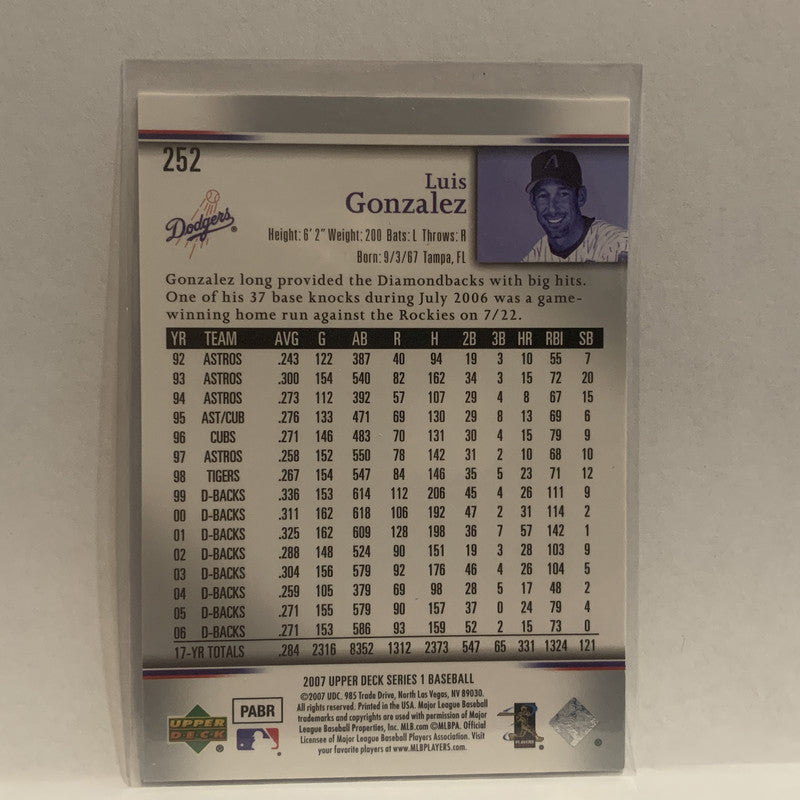 252
Luis
Gonzalez
Dodgers
Height: 6' 2" Weight: 200 Bats: L Throws: R
Born: 9/3/67 Tampa, FL
Gonzalez long provided the Diamondbacks with big hits.
One of his 37 base knocks during July 2006 was a game-
winning home run against the Rockies on 7/22.
YR TEAM AVG G AB R H 2B 3B HR RBI SB
92 ASTROS .243 122 387 40 94 19 3 10 55 7
93 ASTROS .300 154 540 82 162 34 3 15 72 20
94 ASTROS .273 112 392 57 107 29 4 8 67 15
95 AST/CUB .276 133 471 69 130 29 8 13 69 6
96 CUBS .271 146 483 70 131 30 4 15 79 9
97 ASTROS .258 152 550 78 142 31 2 10 68 10
98 TIGERS .267 154 547 84 146 35 5 23 71 12
99 D-BACKS .336 153 614 112 206 45 4 26 111 9
00 D-BACKS .311 162 618 106 192 47 2 31 114 2
01 D-BACKS .325 162 609 128 198 36 7 57 142 1
02 D-BACKS .288 148 524 90 151 19 3 28 103 9
03 D-BACKS .304 156 579 92 176 46 4 26 104 5
04 D-BACKS .259 105 379 69 98 28 5 17 48 2
05 D-BACKS .271 155 579 90 157 37 0 24 79 4
06 D-BACKS .271 153 586 93 159 52 2 15 73 0
17-YR TOTALS .284 2316 8352 1312 2373 547 65 331 1324 121
2007 UPPER DECK SERIES 1 BASEBALL
©2007 UDC. 985 Trade Drive, North Las Vegas, NV 89030.
All rights reserved. Printed in the USA. Major League Baseball
trademarks and copyrights are used with permission of Major
League Baseball Properties, Inc. MLB.com ©MLBPA. Official
Licensee of Major League Baseball Players Association. Visit
your favorite players at www.MLBPLAYERS.com.
UPPER
DECK
PABR
PLAYERS